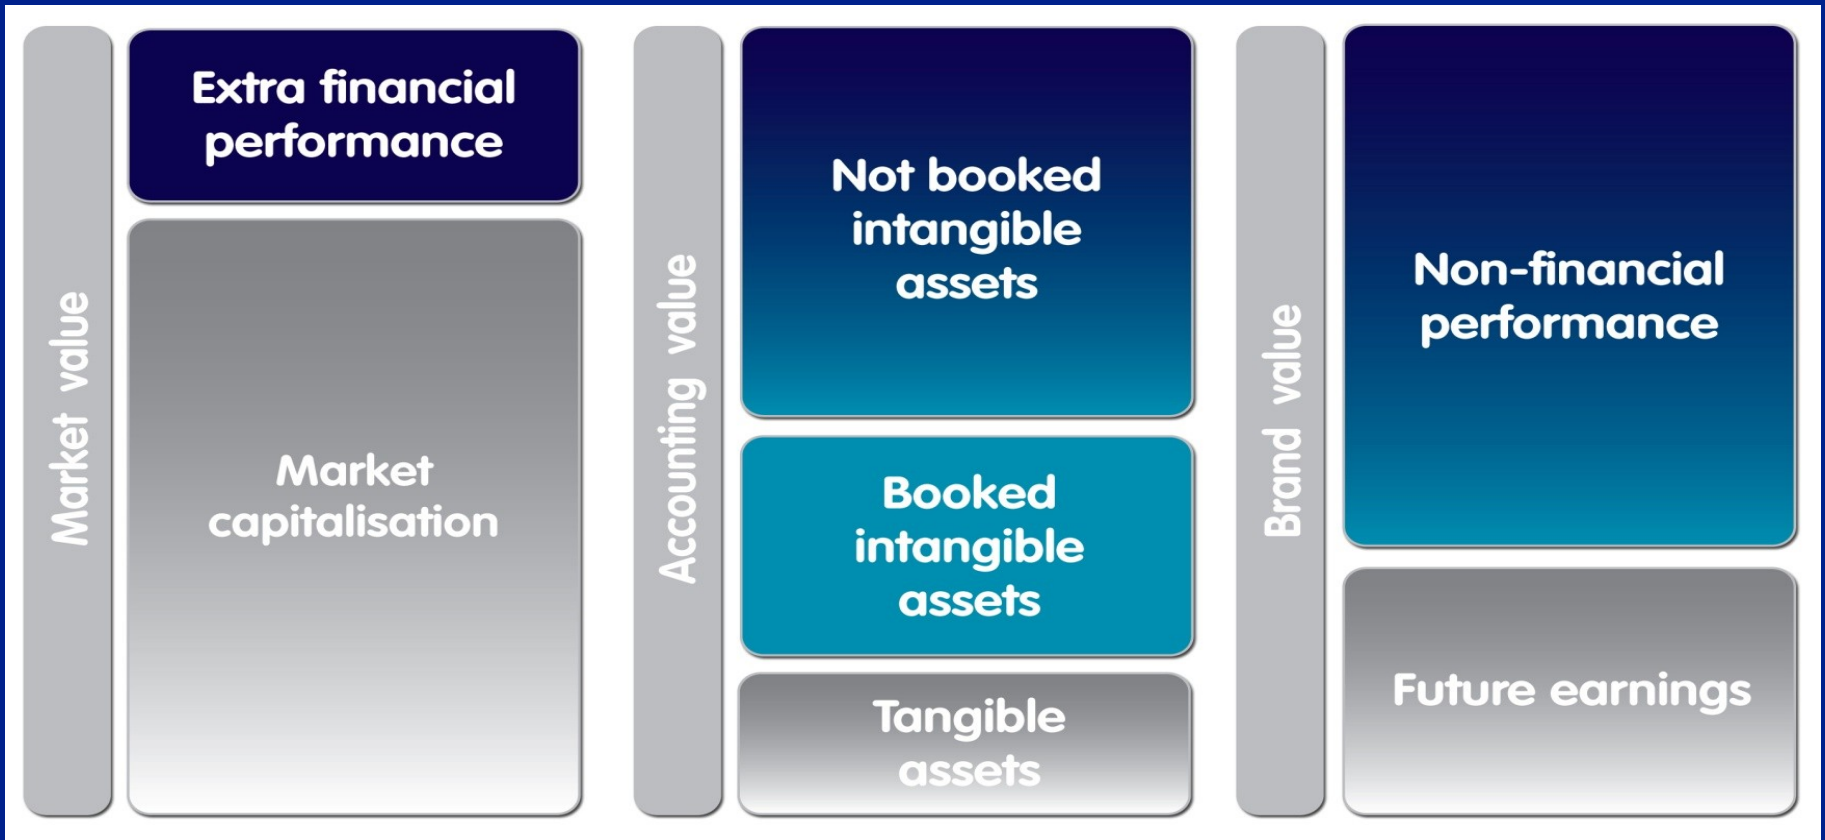 Market value
Extra financial
performance
Market
capitalisation
Accounting value
Not booked
intangible
assets
Booked
intangible
assets
Tangible
assets
Brand value
Non-financial
performance
Future earnings